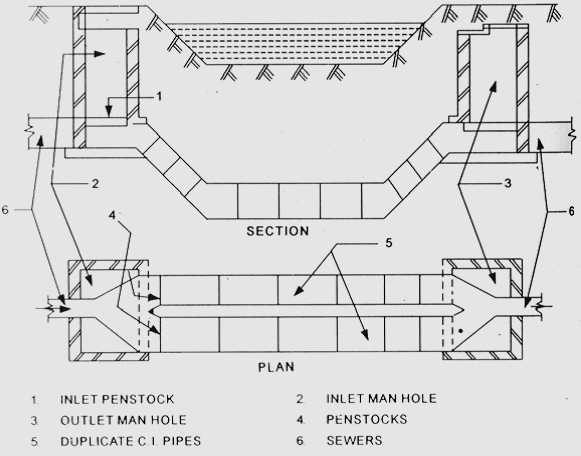 1
2
3
6
6
SECTION
4
5
PLAN
1 INLET PENSTOCK
2. INLET MAN HOLE
3. OUTLET MAN HOLE
4. PENSTOCKS
5 DUPLICATE C.I. PIPES
6. SEWERS